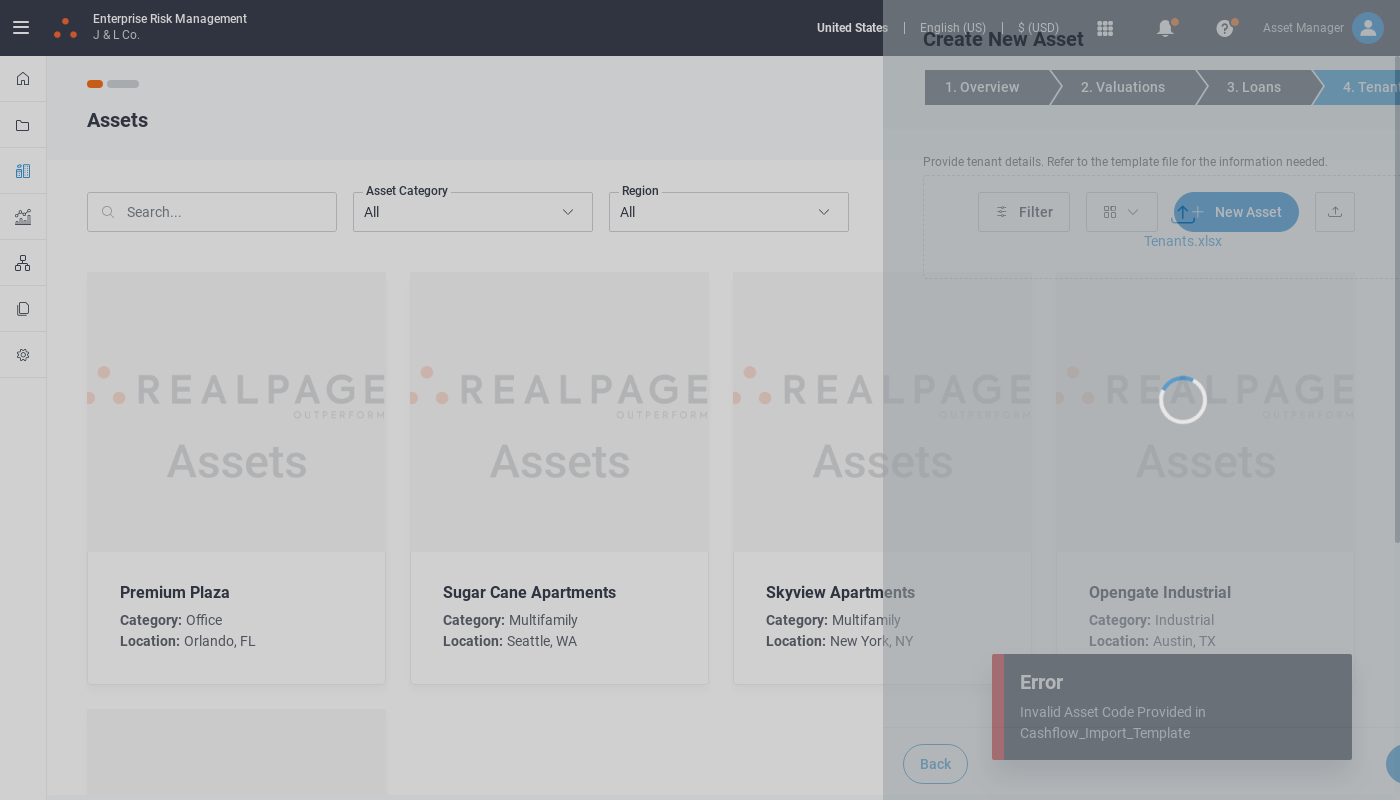 Enterprise Risk Management
J & L Co.
United States
English (US)
$ (USD)
Asset Manager
Create New Asset
1. Overview
2. Valuations
3. Loans
4. Tenant
Assets
Provide tenant details. Refer to the template file for the information needed.
Search...
Asset Category
All
Region
All
Filter
New Asset
Tenants.xlsx
REALPAGE
OUTPERFORM
Assets
REALPAGE
OUTPERFORM
Assets
REALPAGE
OUTPERFORM
Assets
REALPAGE
OUTPERFORM
Assets
Premium Plaza
Category: Office
Location: Orlando, FL
Sugar Cane Apartments
Category: Multifamily
Location: Seattle, WA
Skyview Apartments
Category: Multifamily
Location: New York, NY
Opengate Industrial
Category: Industrial
Location: Austin, TX
Error
Invalid Asset Code Provided in
Cashflow_Import_Template
Back